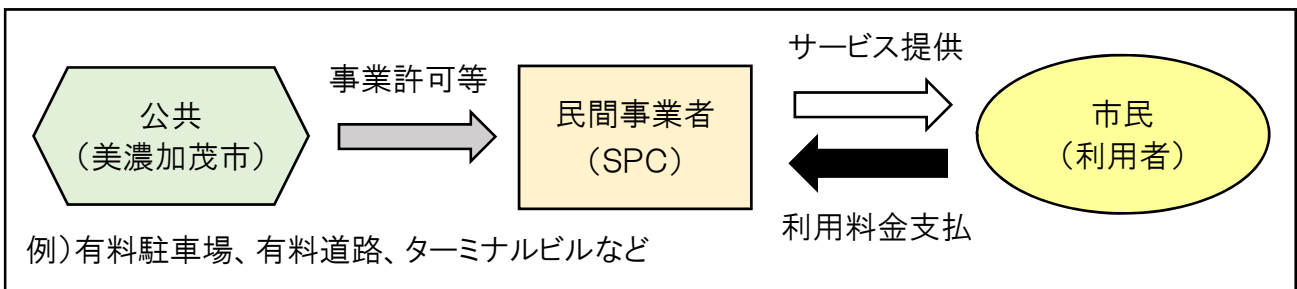 公共
（美濃加茂市）
事業許可等
民間事業者
（SPC）
サービス提供
利用料金支払
市民
（利用者）
例）有料駐車場、有料道路、ターミナルビルなど